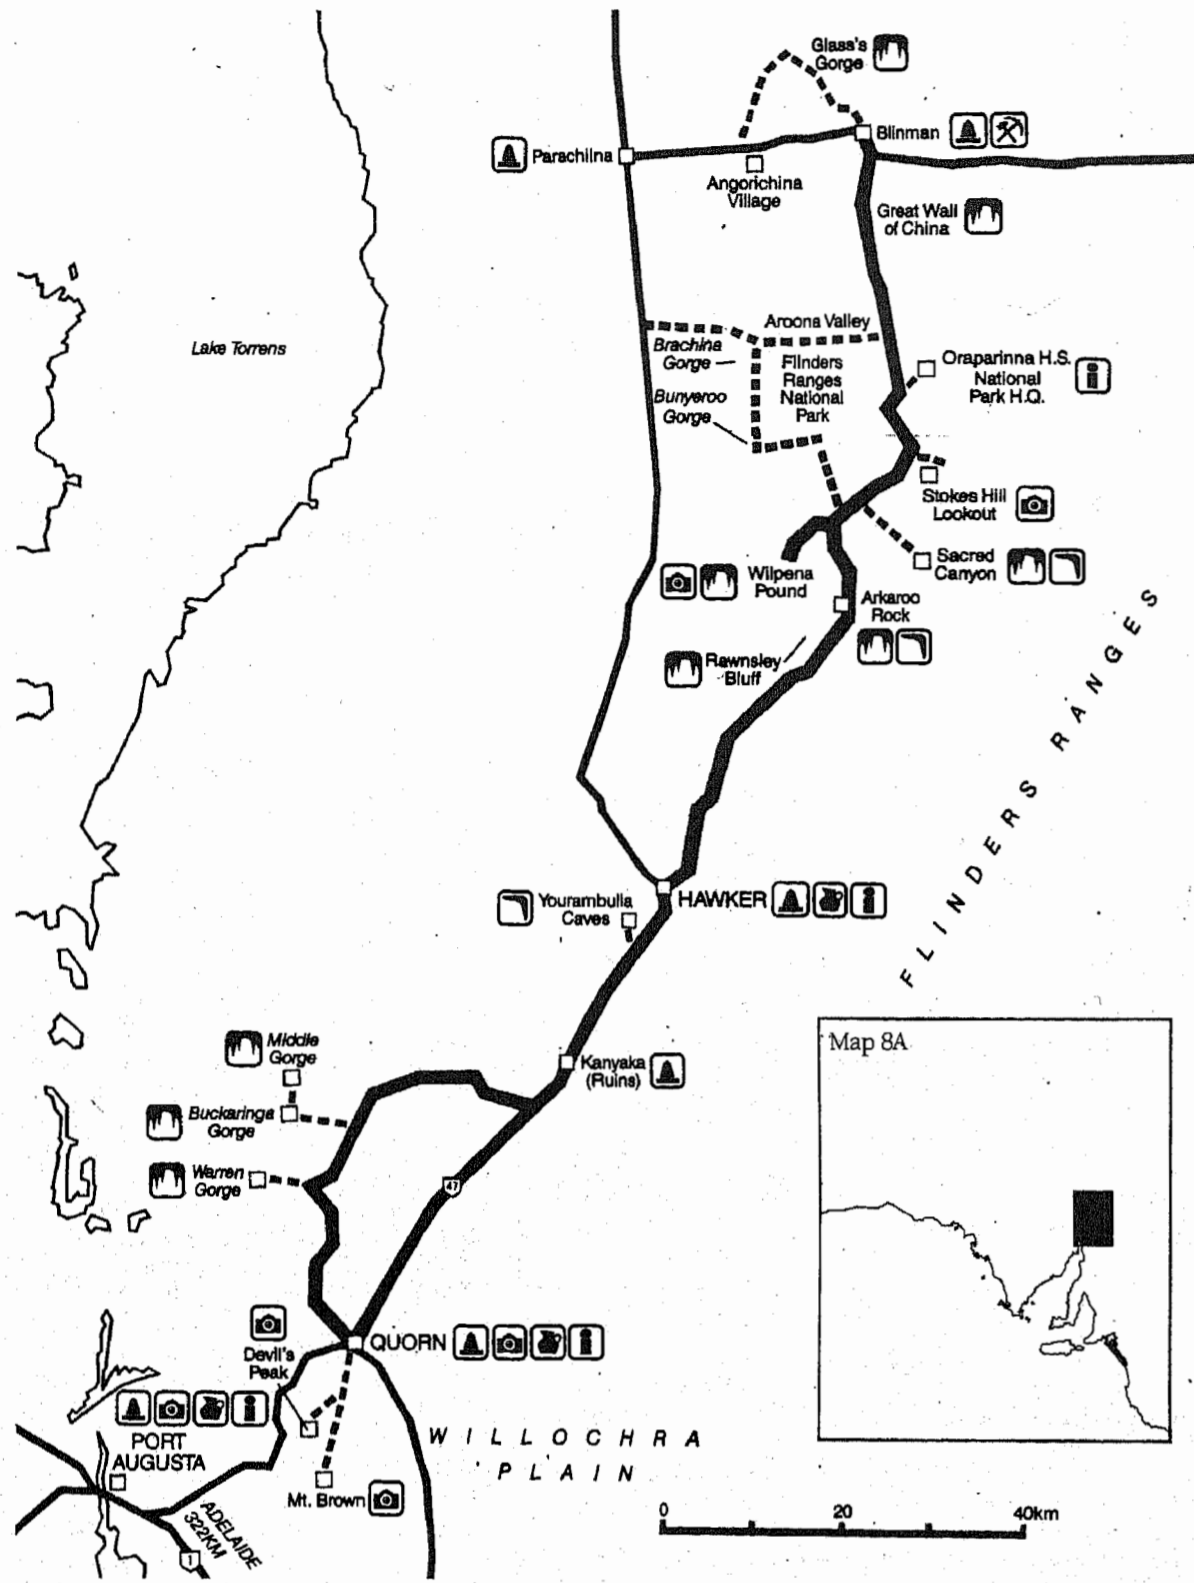 Glass's
Gorge
Blinman
Parachilna
Angorichina
Village
Great Wall
of China
Lake Torrens
Aroona Valley
Brachina
Gorge
Flinders
Ranges
National
Park
Oraparinna H.S.
National
Park H.Q.
Bunyeroo
Gorge
Stokes Hill
Lookout
Sacred
Canyon
Wilpena
Pound
Arkaroo
Rock
Rawnsley
Bluff
FLINDERS RANGES
Yourambulla
Caves
HAWKER
Map 8A
Middle
Gorge
Kanyaka
(Ruins)
Buckaringa
Gorge
Warren
Gorge
47
Devil's
Peak
QUORN
PORT
AUGUSTA
WILLOCHRA
PLAIN
Mt. Brown
ADELAIDE
322KM
1
0 20 40km